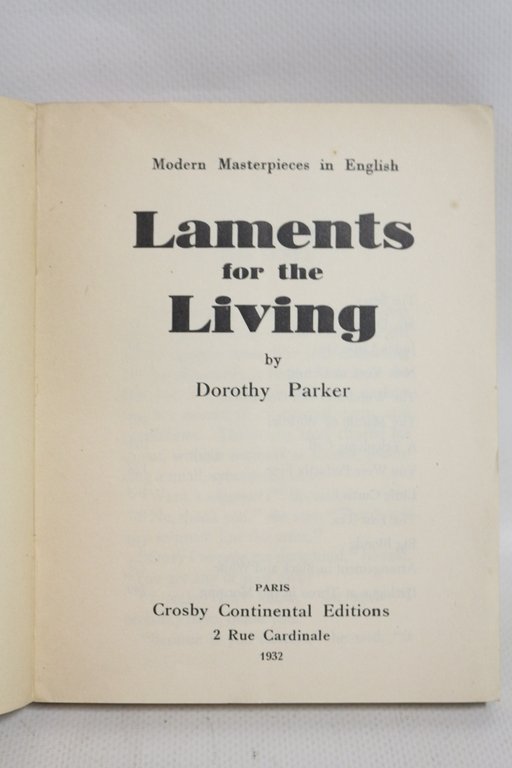 Modern Masterpieces in English
Laments
for the
Living
by
Dorothy Parker
PARIS
Crosby Continental Editions
2 Rue Cardinale
1932